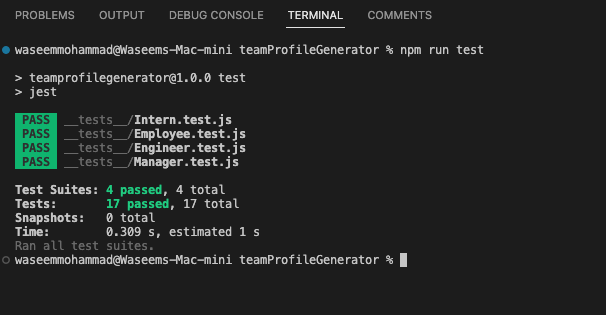 PROBLEMS OUTPUT DEBUG CONSOLE TERMINAL COMMENTS
waseemmohammad@Waseems-Mac-mini teamProfileGenerator % npm run test
> teamprofilegenerator@1.0.0 test
> jest
PASS __tests__/Intern.test.js
PASS __tests__/Employee.test.js
PASS __tests__/Engineer.test.js
PASS __tests__/Manager.test.js
Test Suites: 4 passed, 4 total
Tests: 17 passed, 17 total
Snapshots: 0 total
Time: 0.309 s, estimated 1 s
Ran all test suites.
waseemmohammad@Waseems-Mac-mini teamProfileGenerator %